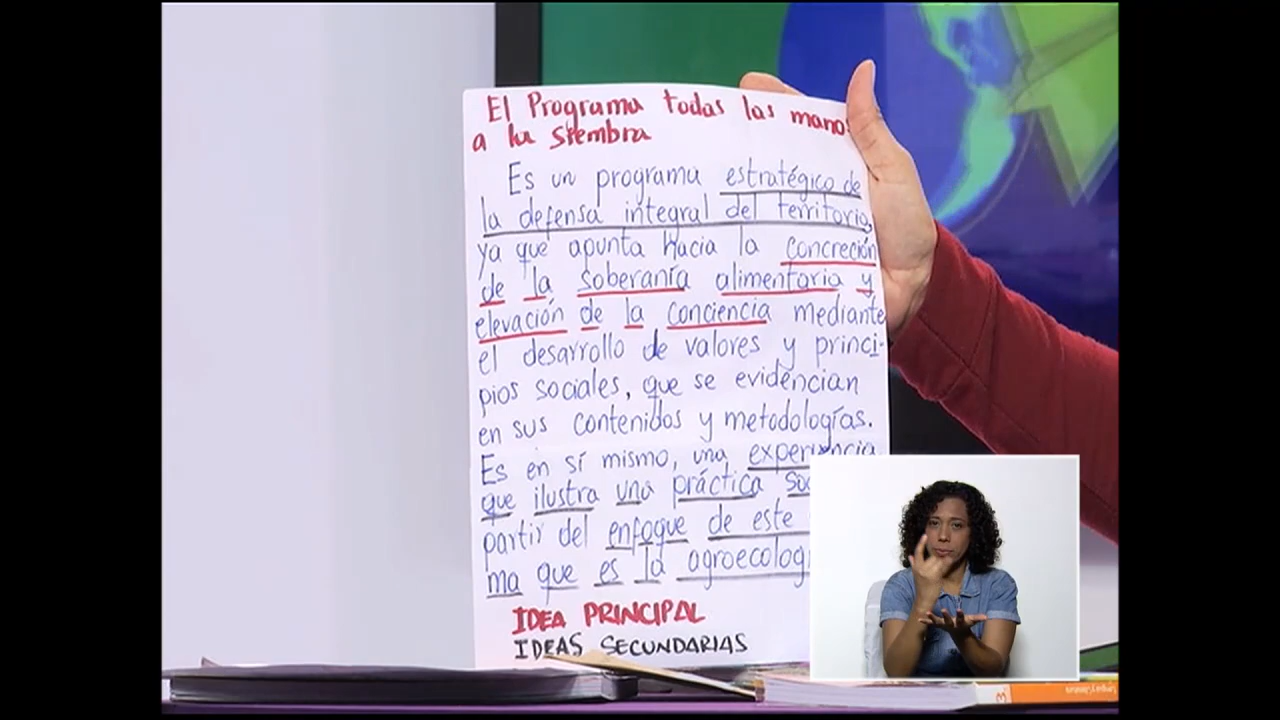 El Programa todas las manos
a la siembra
Es un programa estratégico de
la defensa integral del territorio,
ya que apunta hacia la concreción
de la soberanía alimentaria y
elevación de la conciencia mediante
el desarrollo de valores y princi-
pios sociales, que se evidencian
en sus contenidos y metodologías.
Es en sí mismo, una experiencia
que ilustra una práctica
partir del enfoque de este
ma que es la
IDEA PRINCIPAL
IDEAS SECUNDARIAS